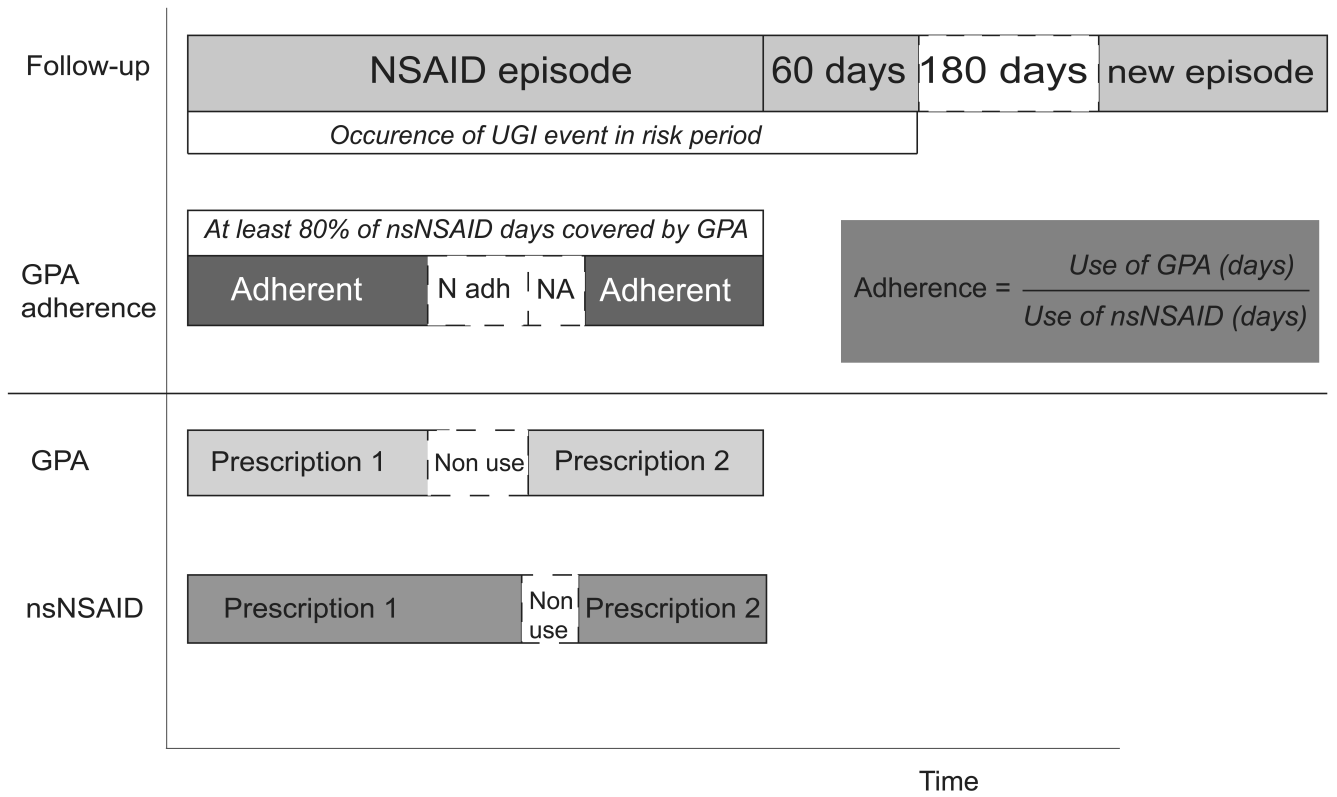 Follow-up
NSAID episode
60 days
180 days
new episode
Occurence of UGI event in risk period
At least 80% of nsNSAID days covered by GPA
GPA
adherence
Adherent
N adh
NA
Adherent
Adherence =
Use of GPA (days)
Use of nsNSAID (days)
GPA
Prescription 1
Non use
Prescription 2
nsNSAID
Prescription 1
Non
use
Prescription 2
Time